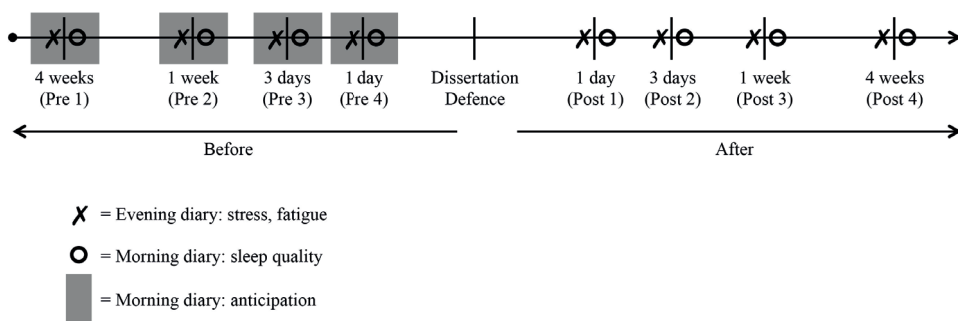 4 weeks 1 week 3 days 1 day Dissertation 1 day 3 days 1 week 4 weeks
(Pre 1) (Pre 2) (Pre 3) (Pre 4) Defence (Post 1) (Post 2) (Post 3) (Post 4)
Before After
= Evening diary: stress, fatigue
= Morning diary: sleep quality
= Morning diary: anticipation